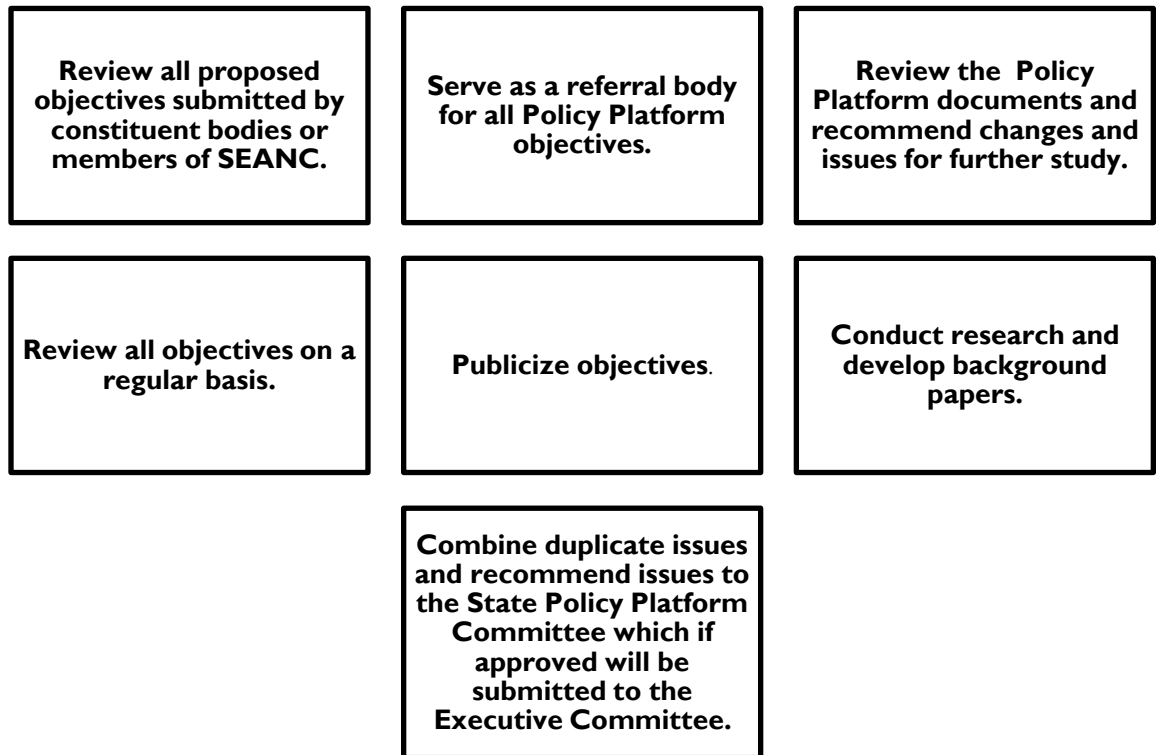 Review all proposed
objectives submitted by
constituent bodies or
members of SEANC.
Serve as a referral body
for all Policy Platform
objectives.
Review the  Policy
Platform documents and
recommend changes and
issues for further study.
Review all objectives on a
regular basis.
Publicize objectives.
Conduct research and
develop background
papers.
Combine duplicate issues
and recommend issues to
the State Policy Platform
Committee which if
approved will be
submitted to the
Executive Committee.